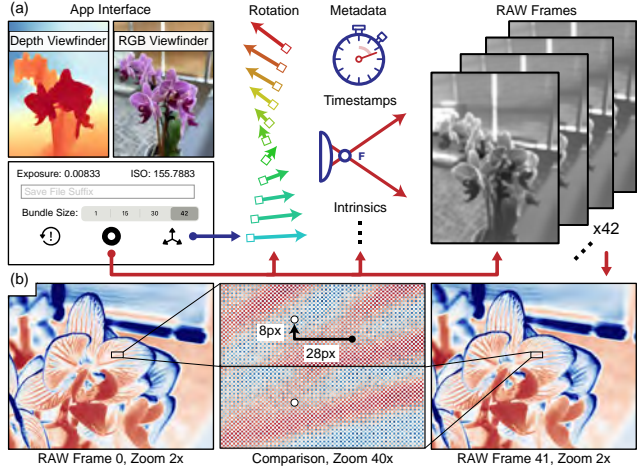 (a)
App Interface
Rotation
Metadata
RAW Frames
Depth Viewfinder
RGB Viewfinder
Timestamps
F
Exposure: 0.00833
ISO: 155.7883
Save File Suffix
Bundle Size:
1
16
30
42
Intrinsics
x42
(b)
8px
28px
RAW Frame 0, Zoom 2x
Comparison, Zoom 40x
RAW Frame 41, Zoom 2x